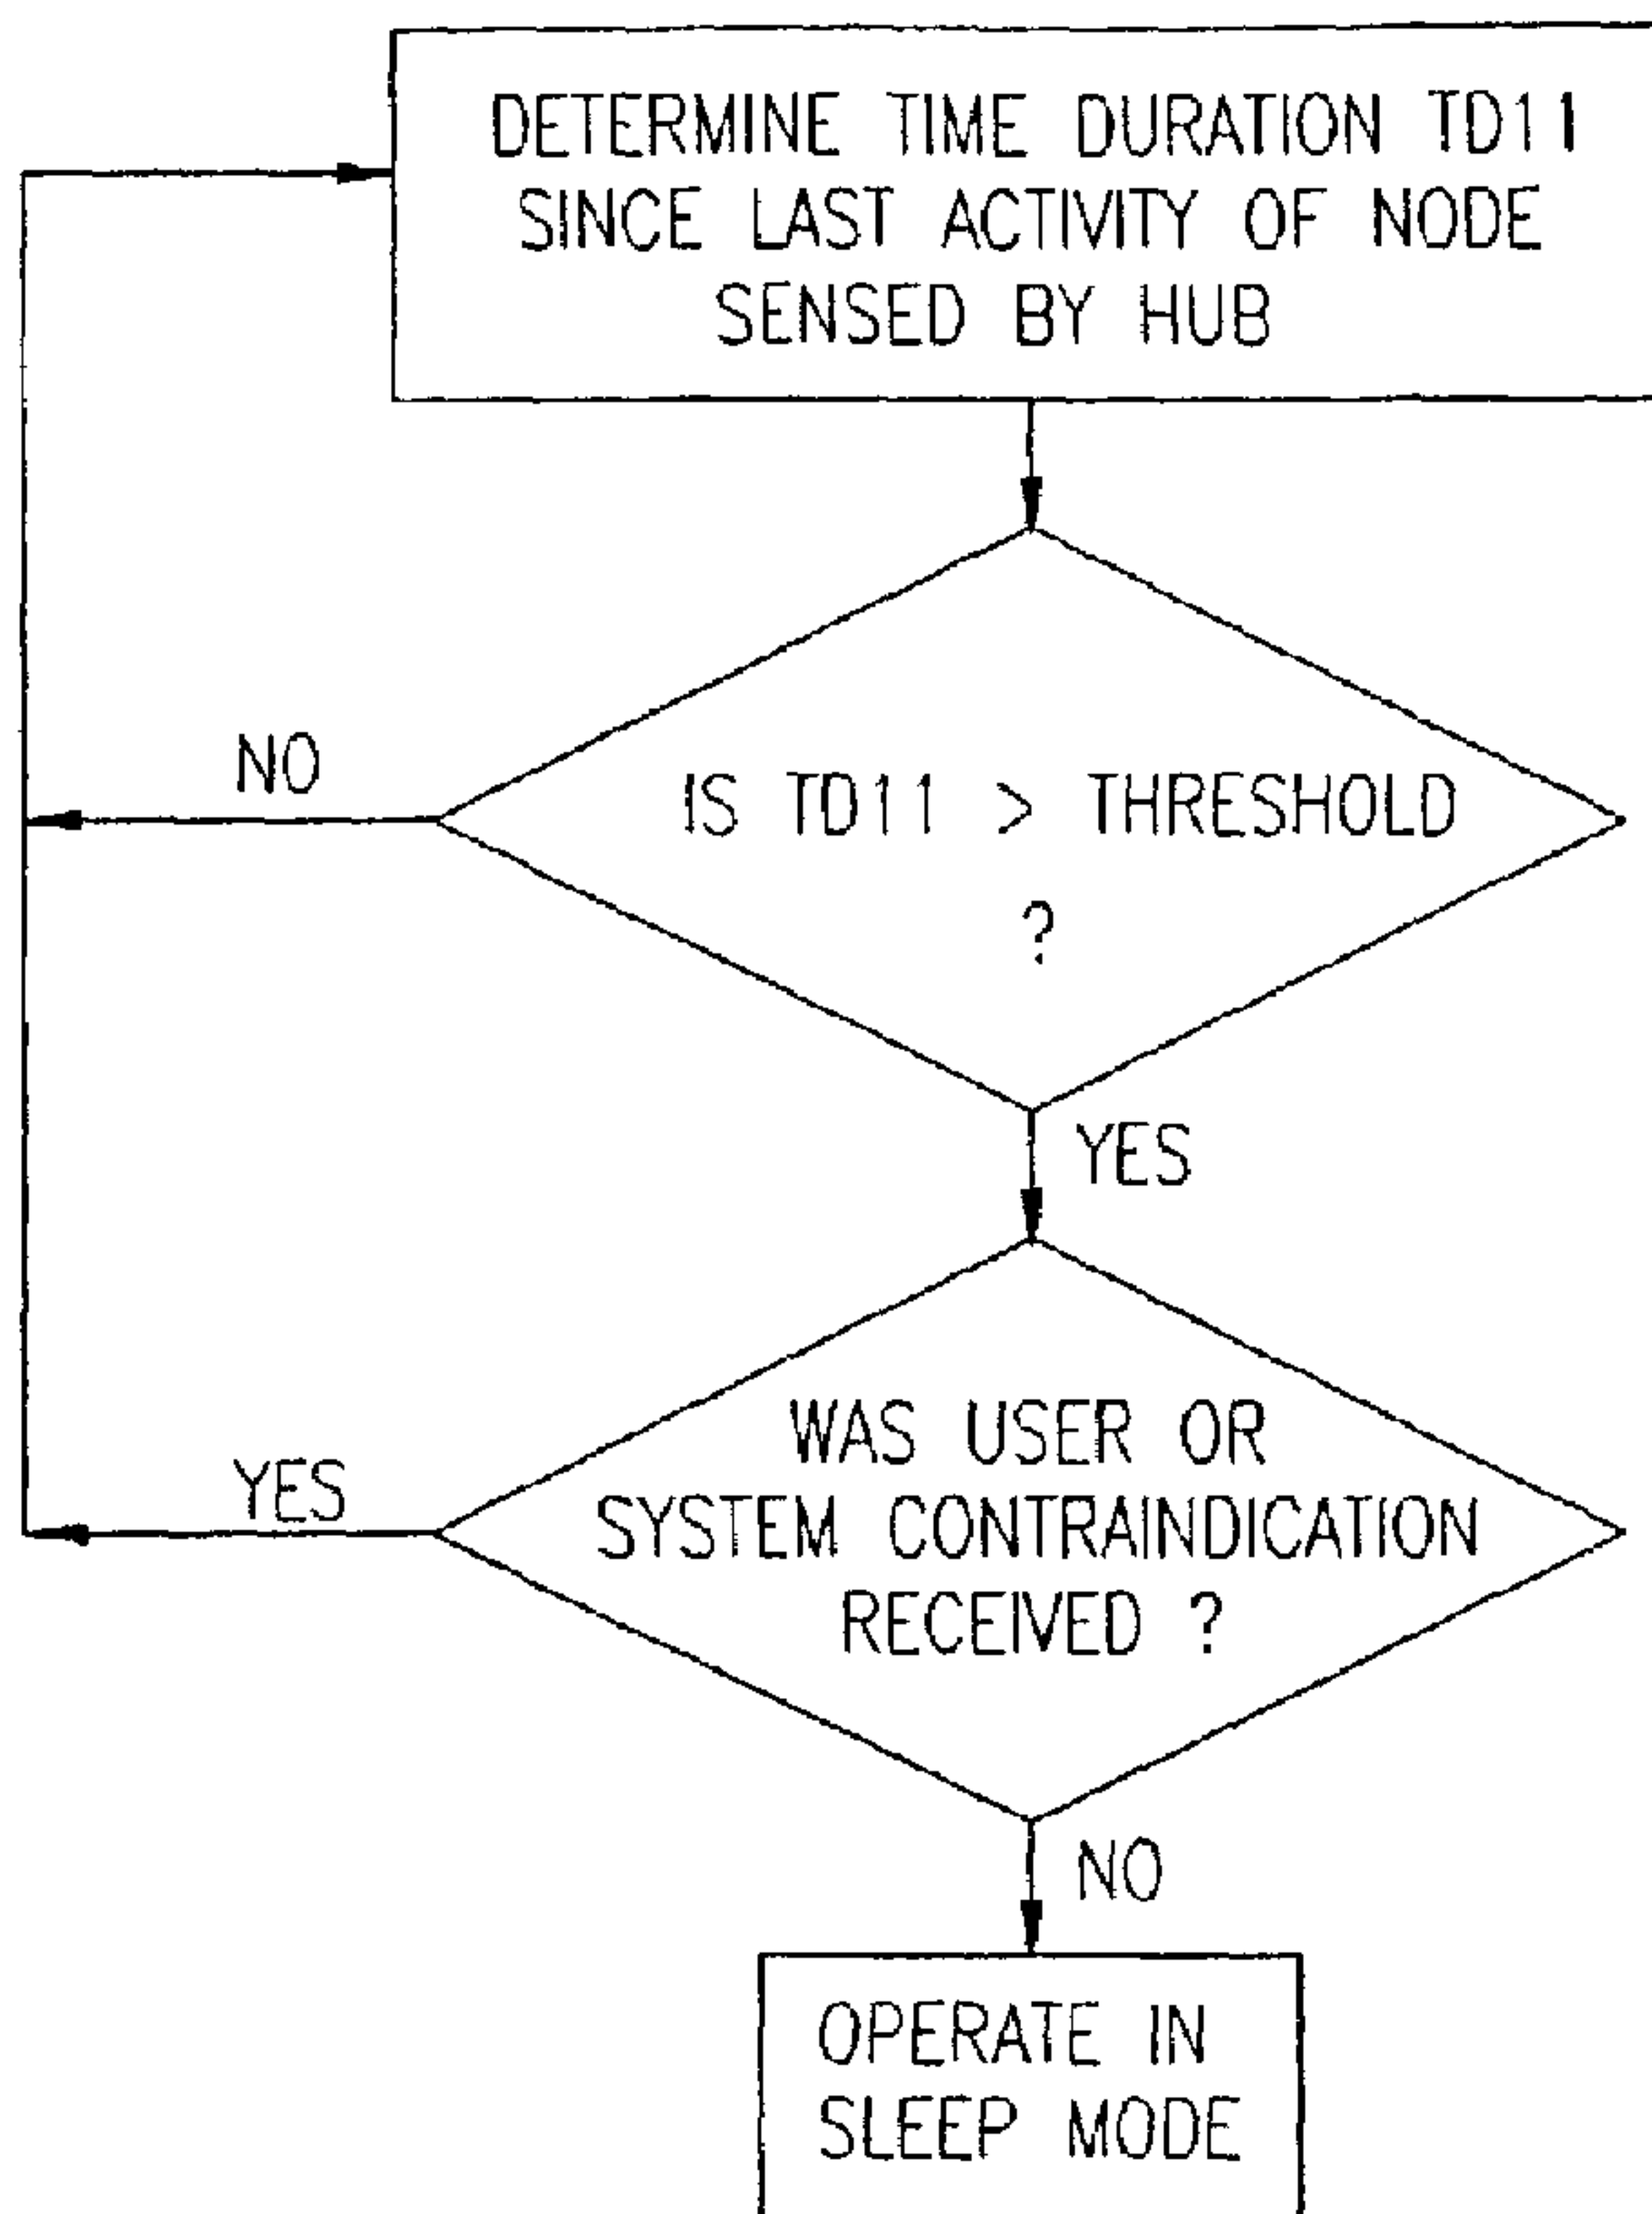 DETERMINE TIME DURATION TD11
SINCE LAST ACTIVITY OF NODE
SENSED BY HUB
NO
IS TD11 > THRESHOLD
?
YES
WAS USER OR
SYSTEM CONTRAINDICATION
RECEIVED ?
YES
NO
OPERATE IN
SLEEP MODE